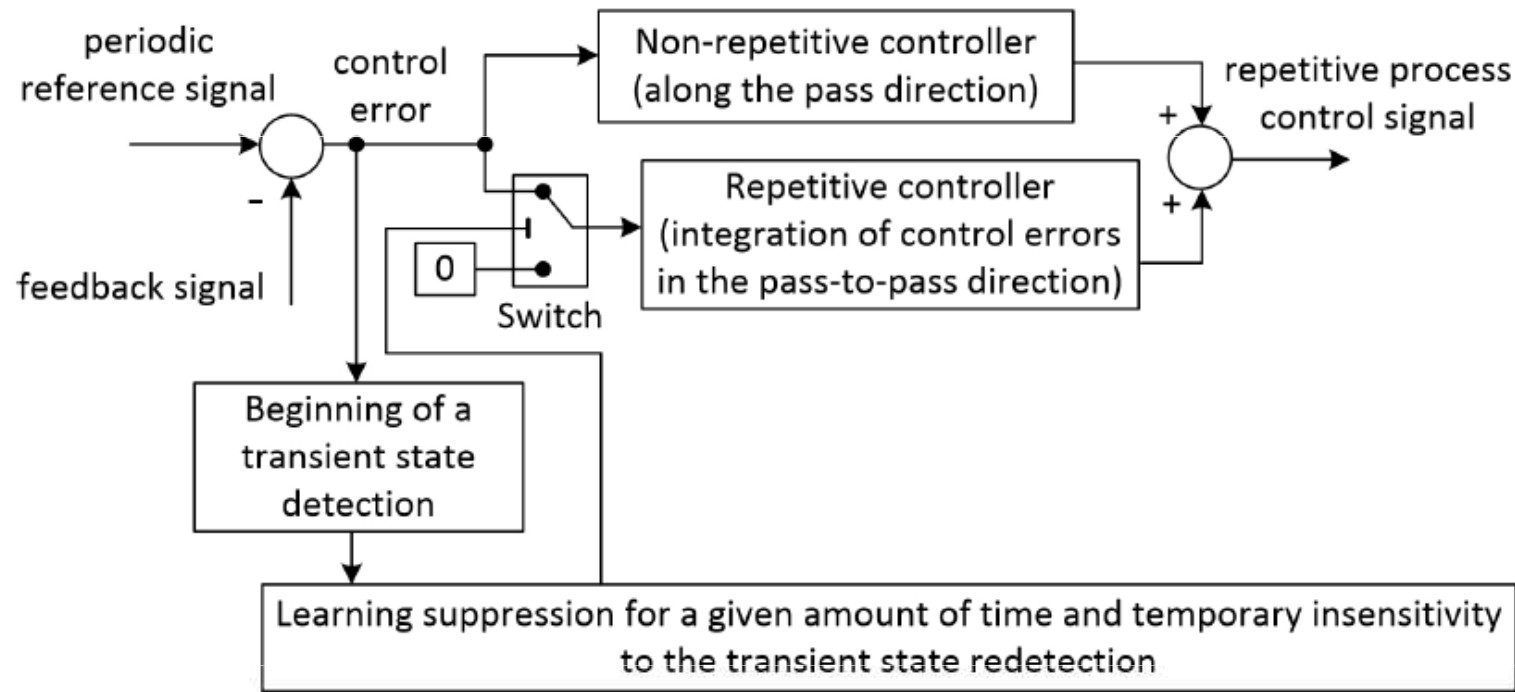 periodic
reference signal
control
error
Non-repetitive controller
(along the pass direction)
repetitive process
control signal
+
-
feedback signal
0
Switch
Repetitive controller
(integration of control errors
in the pass-to-pass direction)
+
Beginning of a
transient state
detection
Learning suppression for a given amount of time and temporary insensitivity
to the transient state redetection